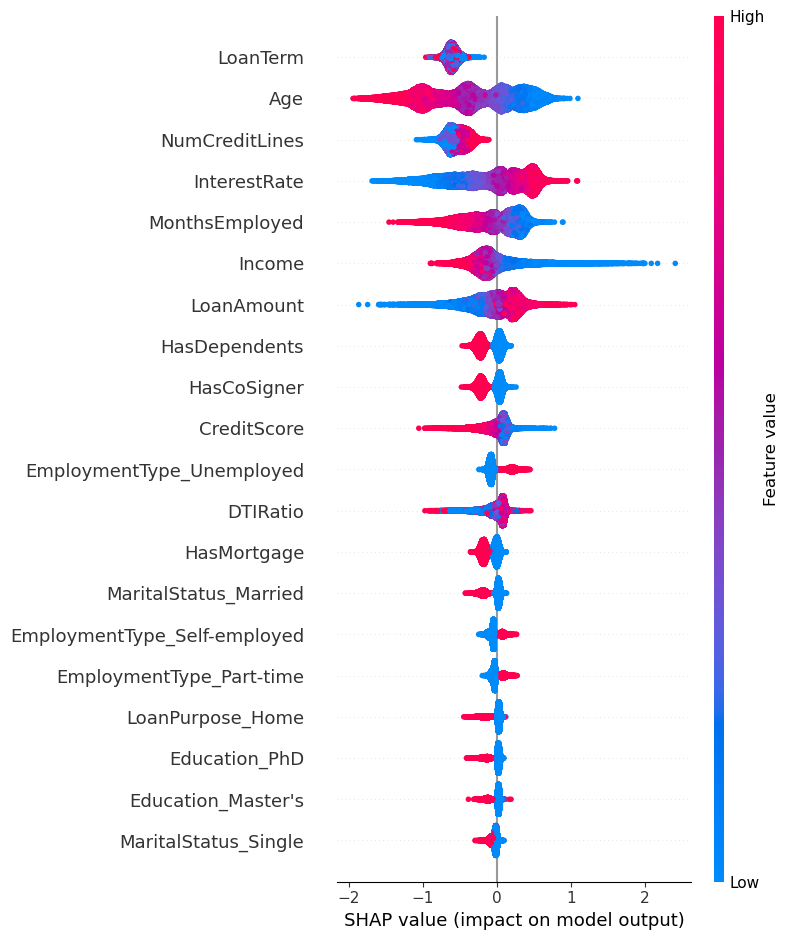 High
LoanTerm
Age
NumCreditLines
InterestRate
MonthsEmployed
Income
LoanAmount
HasDependents
HasCoSigner
CreditScore
EmploymentType_Unemployed
DTIRatio
HasMortgage
MaritalStatus_Married
EmploymentType_Self-employed
EmploymentType_Part-time
LoanPurpose_Home
Education_PhD
Education_Master's
MaritalStatus_Single
Feature value
Low
−2 −1 0 1 2
SHAP value (impact on model output)